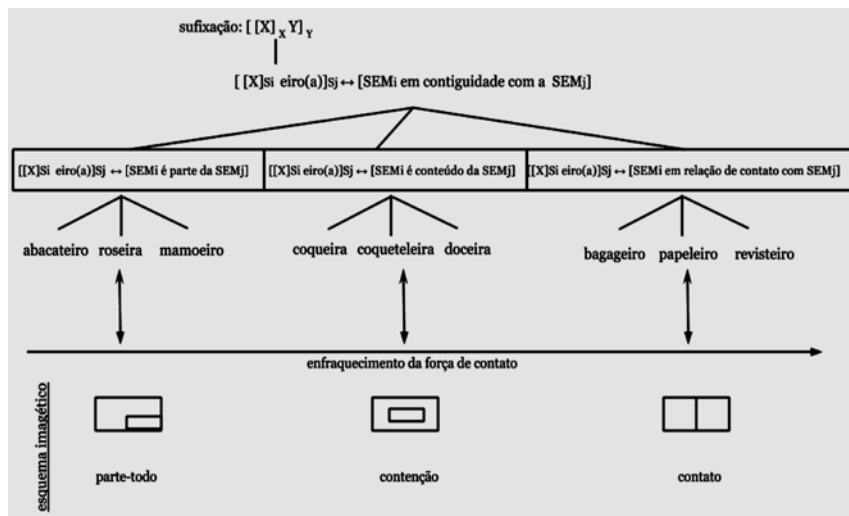 sufixação: [ [X] X Y] Y
[ [X]Si eiro(a)]Sj ↔ [SEMi em contiguidade com a SEMj]
[[X]Si eiro(a)]Sj ↔ [SEMi é parte da SEMj]
[[X]Si eiro(a)]Sj ↔ [SEMi é conteúdo da SEMj]
[[X]Si eiro(a)]Sj ↔ [SEMi em relação de contato com SEMj]
abacateiro roseira mamoeiro
coqueira coqueteleira doceira
bagageiro papeleiro revisteiro
enfraquecimento da força de contato
esquema imagético
parte-todo
contenção
contato